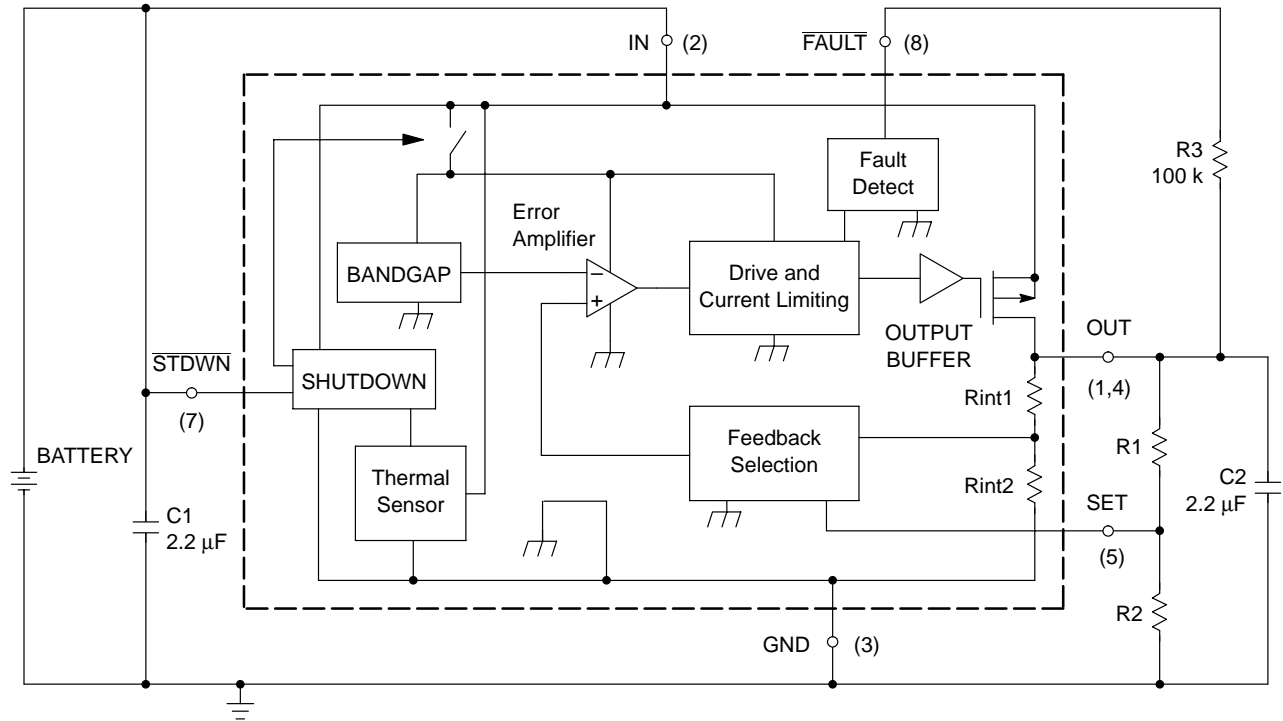 IN
(2)
FAULT
(8)
R3
100 k
Fault
Detect
Error
Amplifier
BANDGAP
Drive and
Current Limiting
OUTPUT
BUFFER
OUT
(1,4)
STDWN
(7)
SHUTDOWN
Rint1
Feedback
Selection
R1
BATTERY
Thermal
Sensor
Rint2
C2
2.2 µF
SET
(5)
C1
2.2 µF
R2
GND
(3)